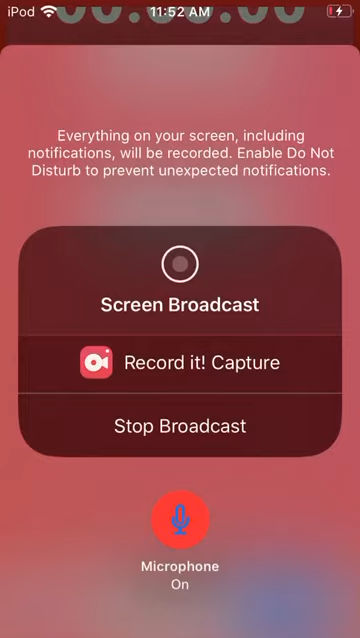 iPod 11:52 AM
Everything on your screen, including
notifications, will be recorded. Enable Do Not
Disturb to prevent unexpected notifications.
Screen Broadcast
Record it! Capture
Stop Broadcast
Microphone
On